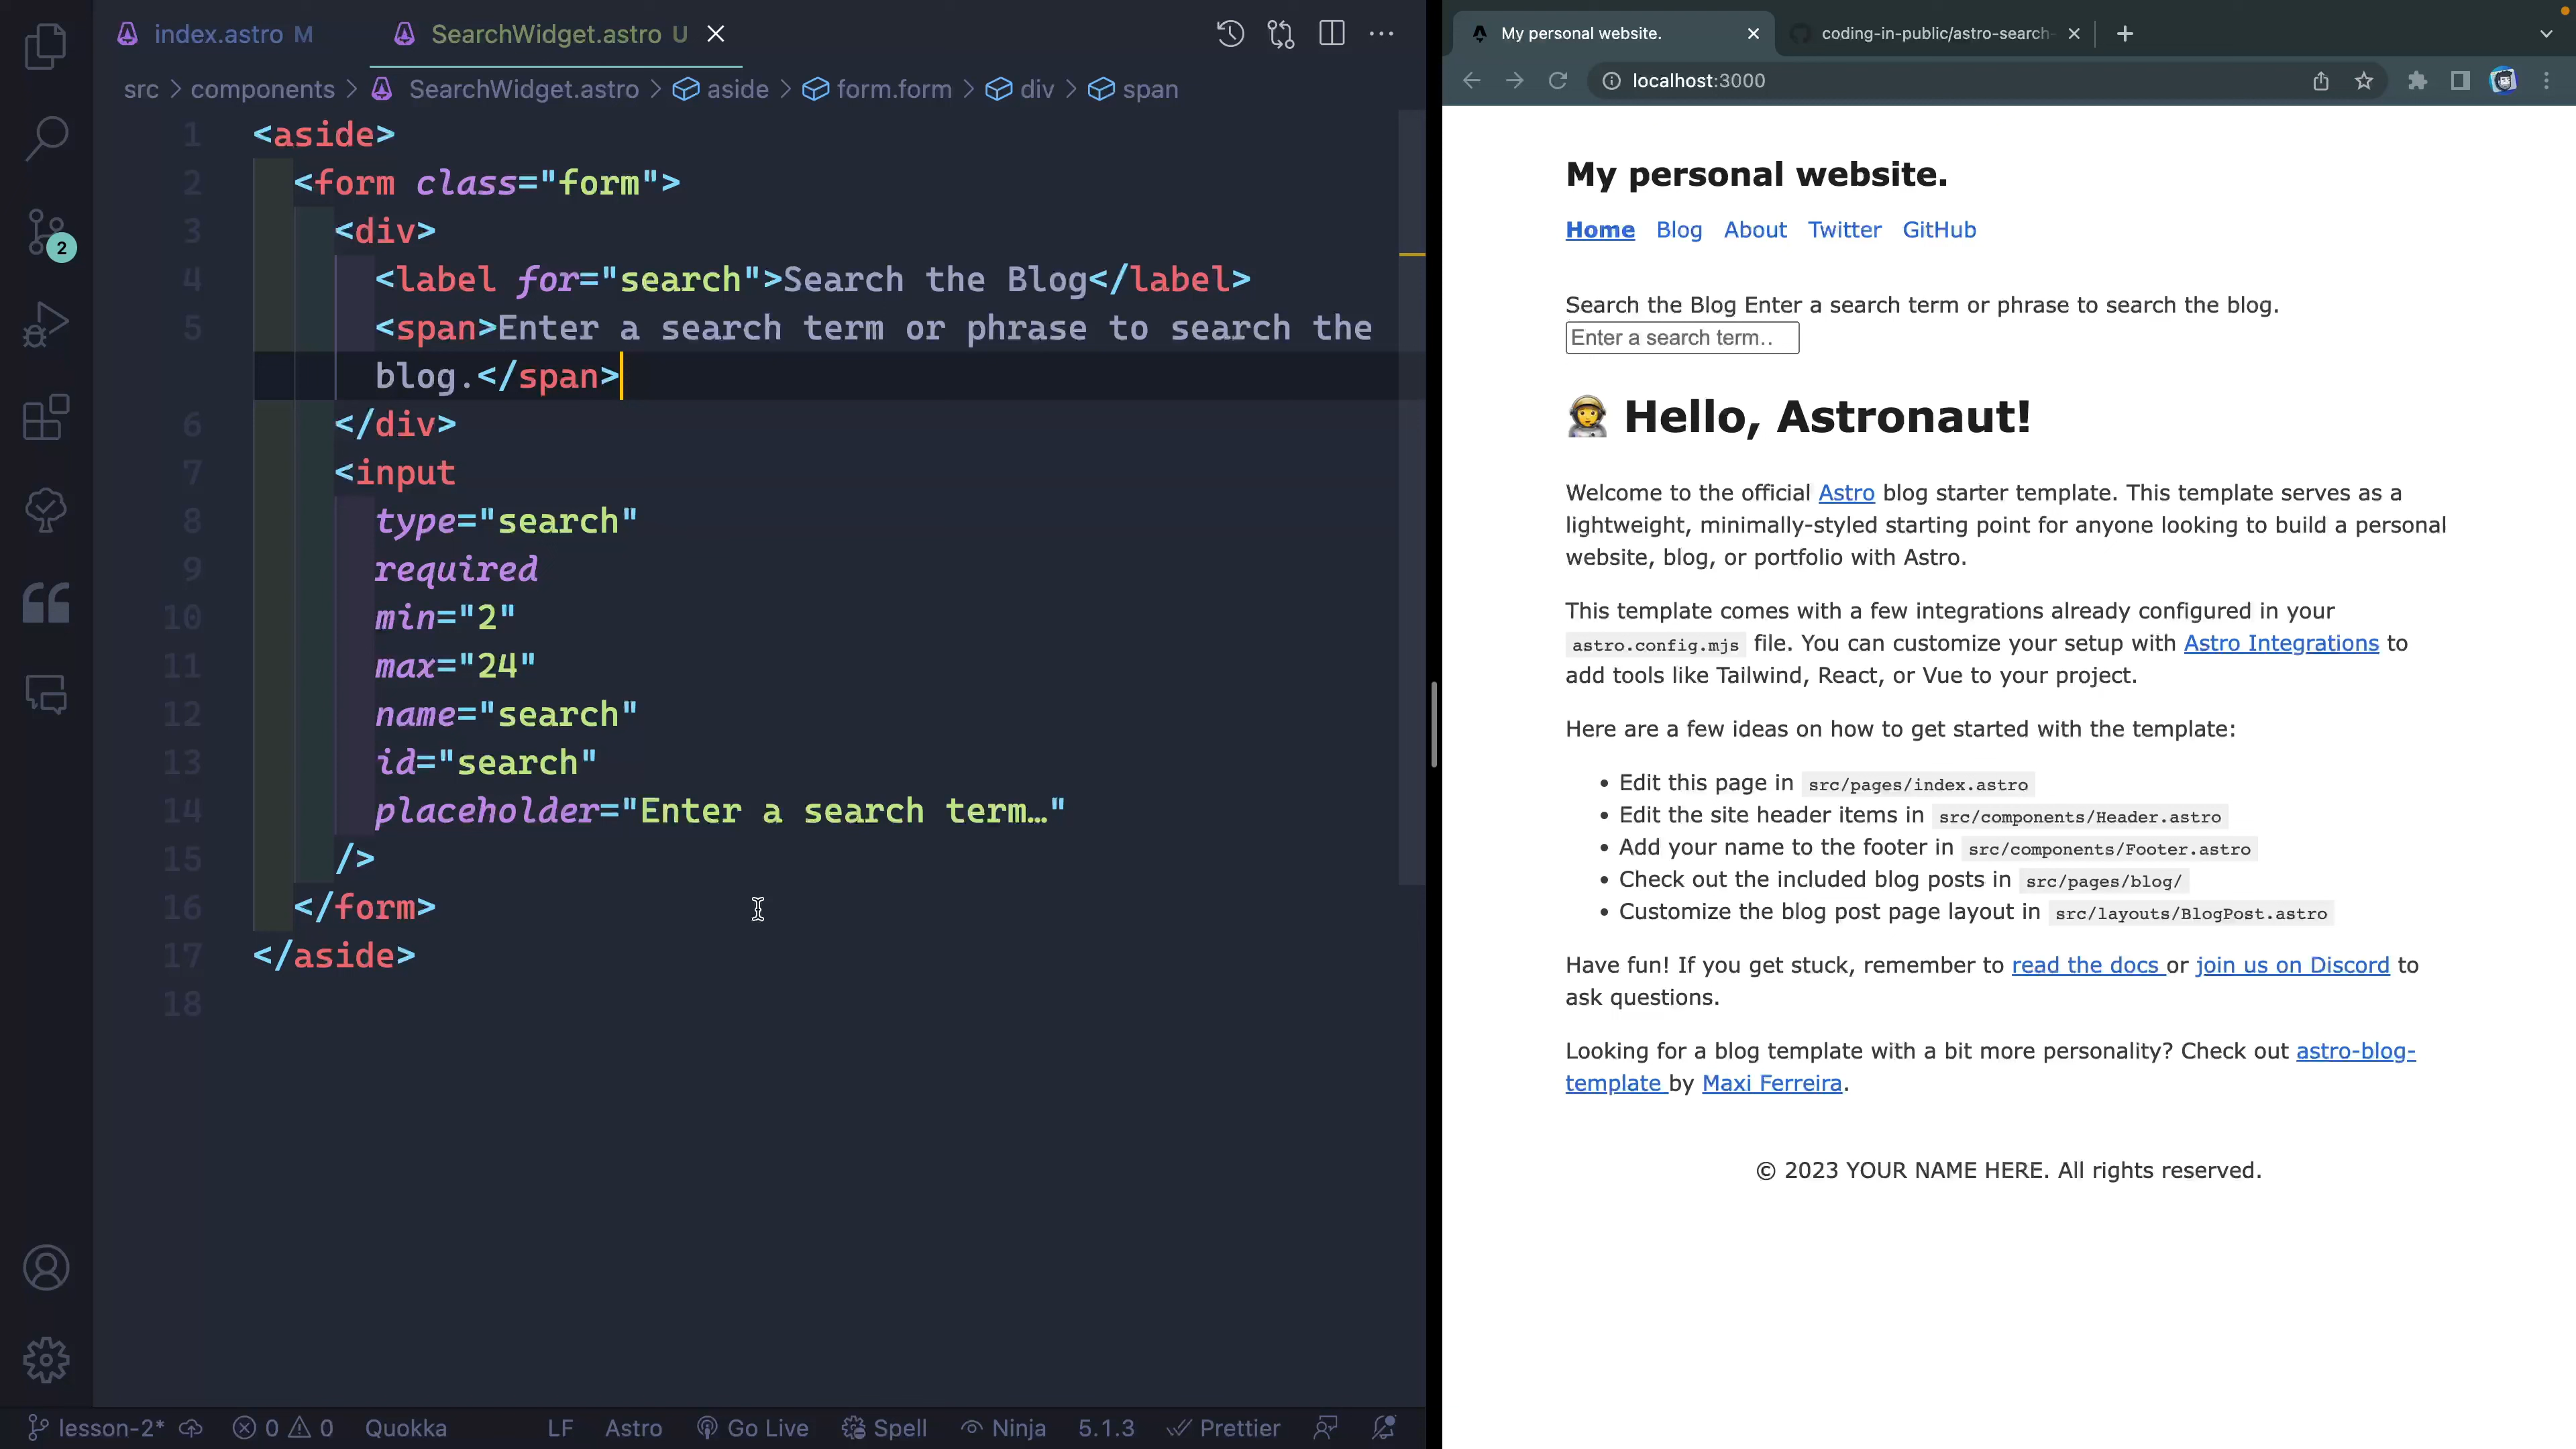 index.astro M
SearchWidget.astro U
src > components > SearchWidget.astro > aside > form.form > div > span
1 <aside>
2 <form class="form">
3 <div>
4 <label for="search">Search the Blog</label>
5 <span>Enter a search term or phrase to search the
blog.</span>
6 </div>
7 <input
8 type="search"
9 required
10 min="2"
11 max="24"
12 name="search"
13 id="search"
14 placeholder="Enter a search term…"
15 />
16 </form>
17 </aside>
18
2
lesson-2* 0 0 Quokka LF Astro Go Live Spell Ninja 5.1.3 Prettier
My personal website.
coding-in-public/astro-search-
localhost:3000
My personal website.
Home Blog About Twitter GitHub
Search the Blog Enter a search term or phrase to search the blog.
Enter a search term..
🧑‍🚀 Hello, Astronaut!
Welcome to the official Astro blog starter template. This template serves as a
lightweight, minimally-styled starting point for anyone looking to build a personal
website, blog, or portfolio with Astro.
This template comes with a few integrations already configured in your
astro.config.mjs file. You can customize your setup with Astro Integrations to
add tools like Tailwind, React, or Vue to your project.
Here are a few ideas on how to get started with the template:
• Edit this page in src/pages/index.astro
• Edit the site header items in src/components/Header.astro
• Add your name to the footer in src/components/Footer.astro
• Check out the included blog posts in src/pages/blog/
• Customize the blog post page layout in src/layouts/BlogPost.astro
Have fun! If you get stuck, remember to read the docs or join us on Discord to
ask questions.
Looking for a blog template with a bit more personality? Check out astro-blog-
template by Maxi Ferreira.
© 2023 YOUR NAME HERE. All rights reserved.